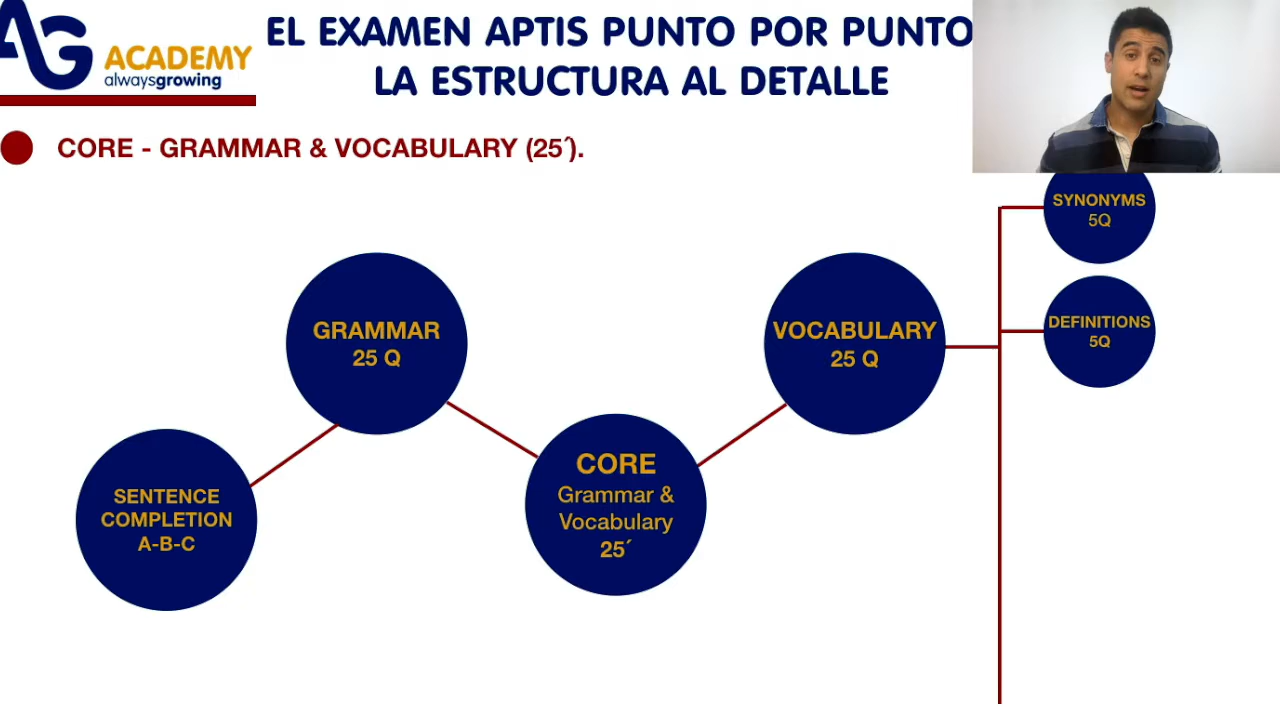 AG
ACADEMY
alwaysgrowing
EL EXAMEN APTIS PUNTO POR PUNTO
LA ESTRUCTURA AL DETALLE
CORE - GRAMMAR & VOCABULARY (25´).
SYNONYMS
5Q
DEFINITIONS
5Q
GRAMMAR
25 Q
VOCABULARY
25 Q
CORE
Grammar &
Vocabulary
25´
SENTENCE
COMPLETION
A-B-C